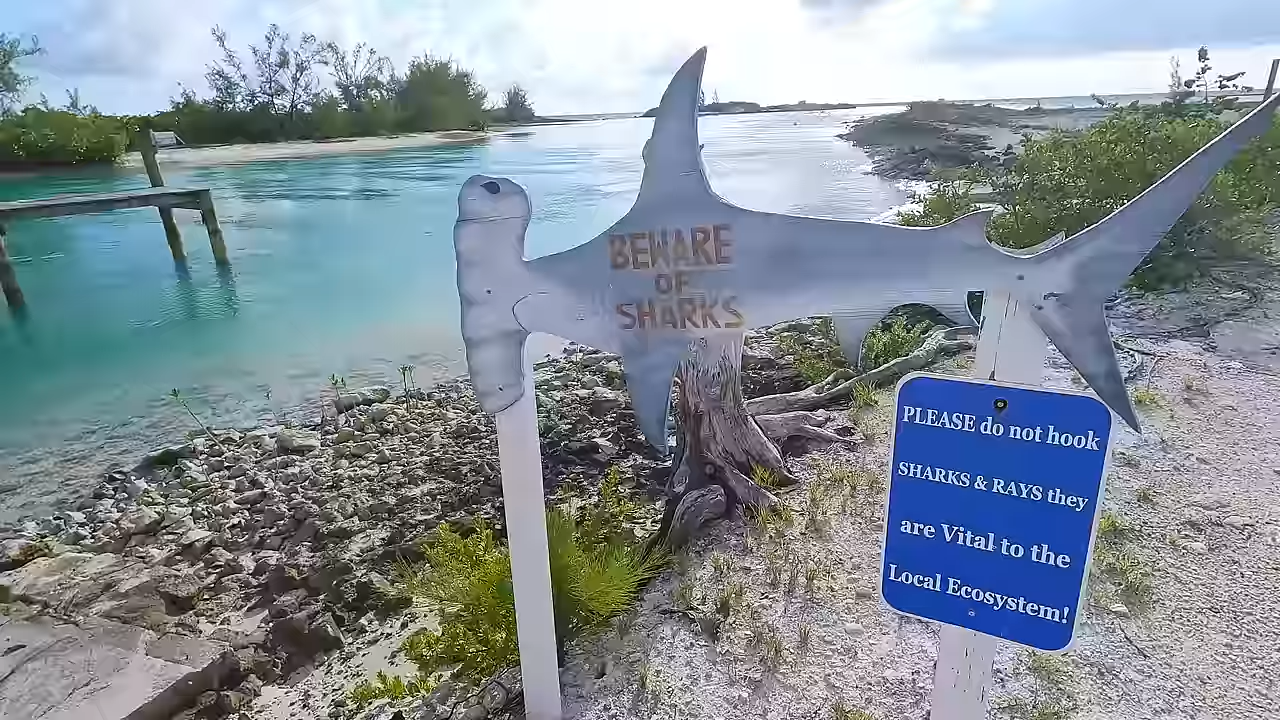 BEWARE
OF
SHARKS
PLEASE do not hook
SHARKS & RAYS they
are Vital to the
Local Ecosystem!